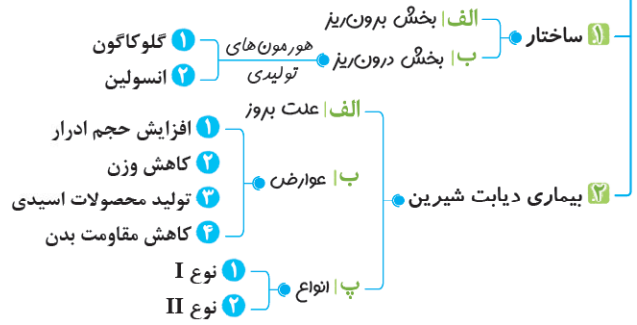 ۱ ساختار
الف| بخش برون‌ریز
ب| بخش درون‌ریز
هورمون‌های تولیدی
۱ گلوکاگون
۲ انسولین
۲ بیماری دیابت شیرین
الف| علت بروز
ب| عوارض
۱ افزایش حجم ادرار
۲ کاهش وزن
۳ تولید محصولات اسیدی
۴ کاهش مقاومت بدن
پ| انواع
۱ نوع I
۲ نوع II